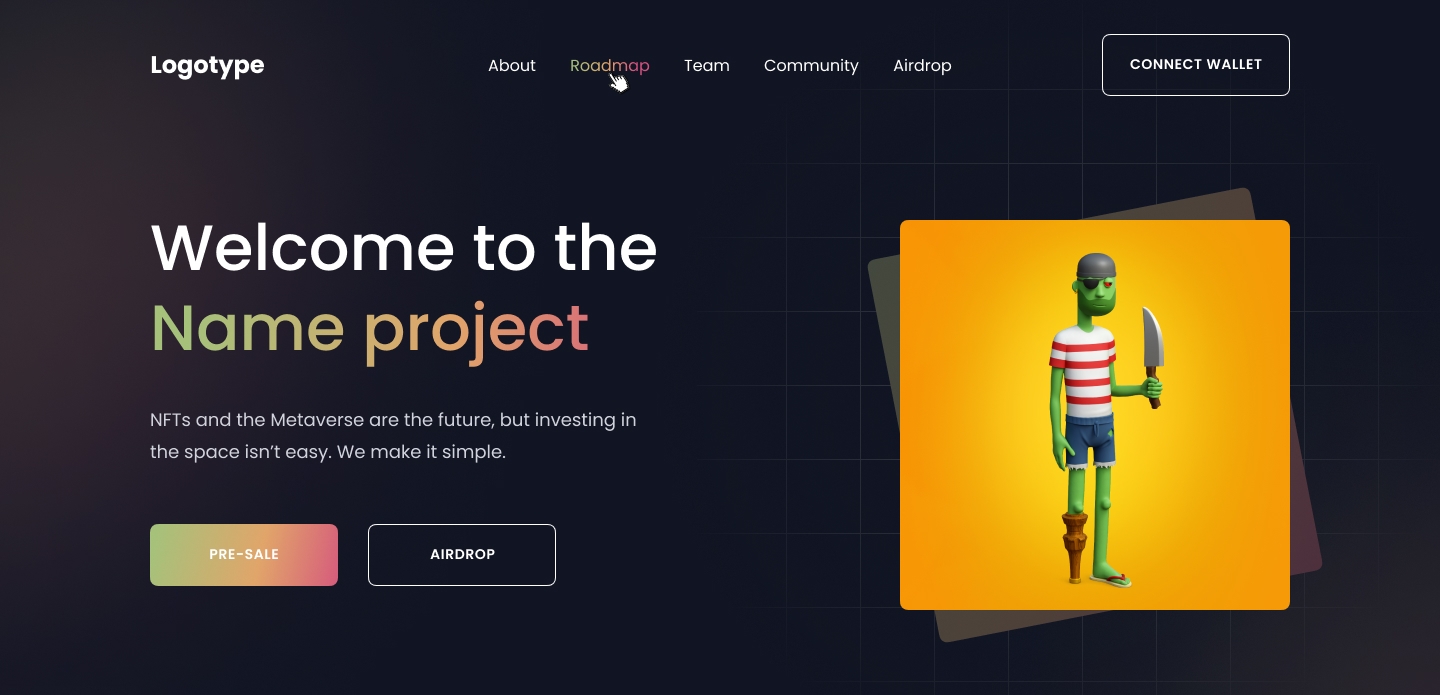 Logotype
About
Roadmap
Team
Community
Airdrop
CONNECT WALLET
Welcome to the
Name project
NFTs and the Metaverse are the future, but investing in
the space isn’t easy. We make it simple.
PRE-SALE
AIRDROP